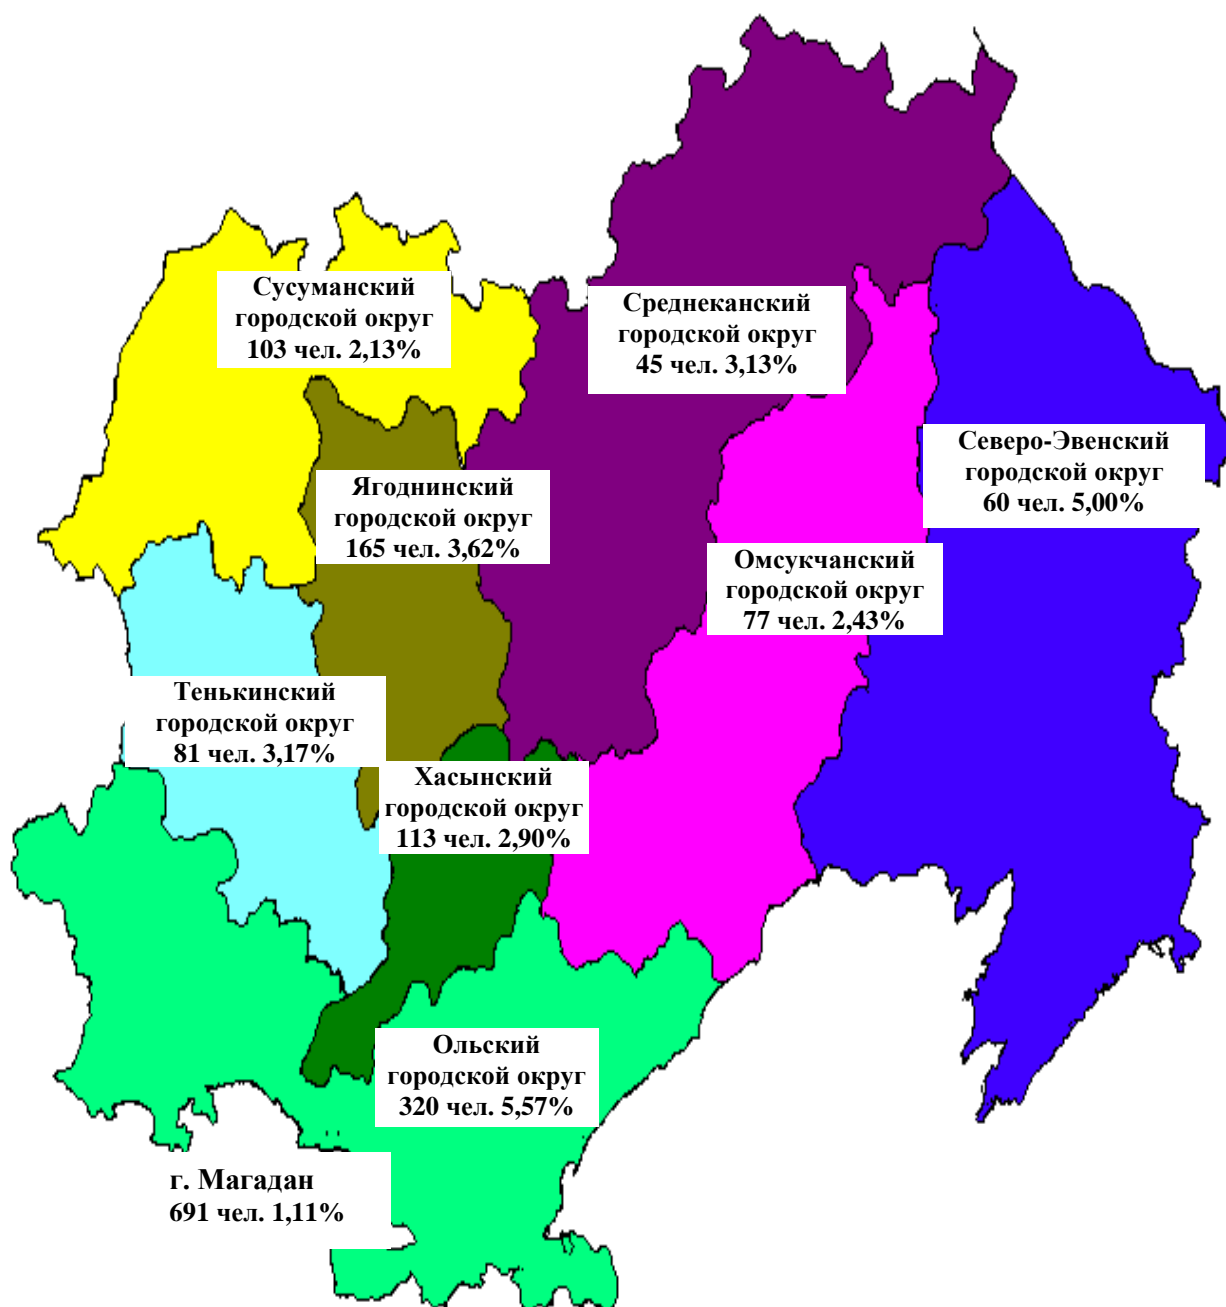 Сусуманский
городской округ
103 чел. 2,13%
Среднеканский
городской округ
45 чел. 3,13%
Северо-Эвенский
городской округ
60 чел. 5,00%
Ягоднинский
городской округ
165 чел. 3,62%
Омсукчанский
городской округ
77 чел. 2,43%
Тенькинский
городской округ
81 чел. 3,17%
Хасынский
городской округ
113 чел. 2,90%
Ольский
городской округ
320 чел. 5,57%
г. Магадан
691 чел. 1,11%